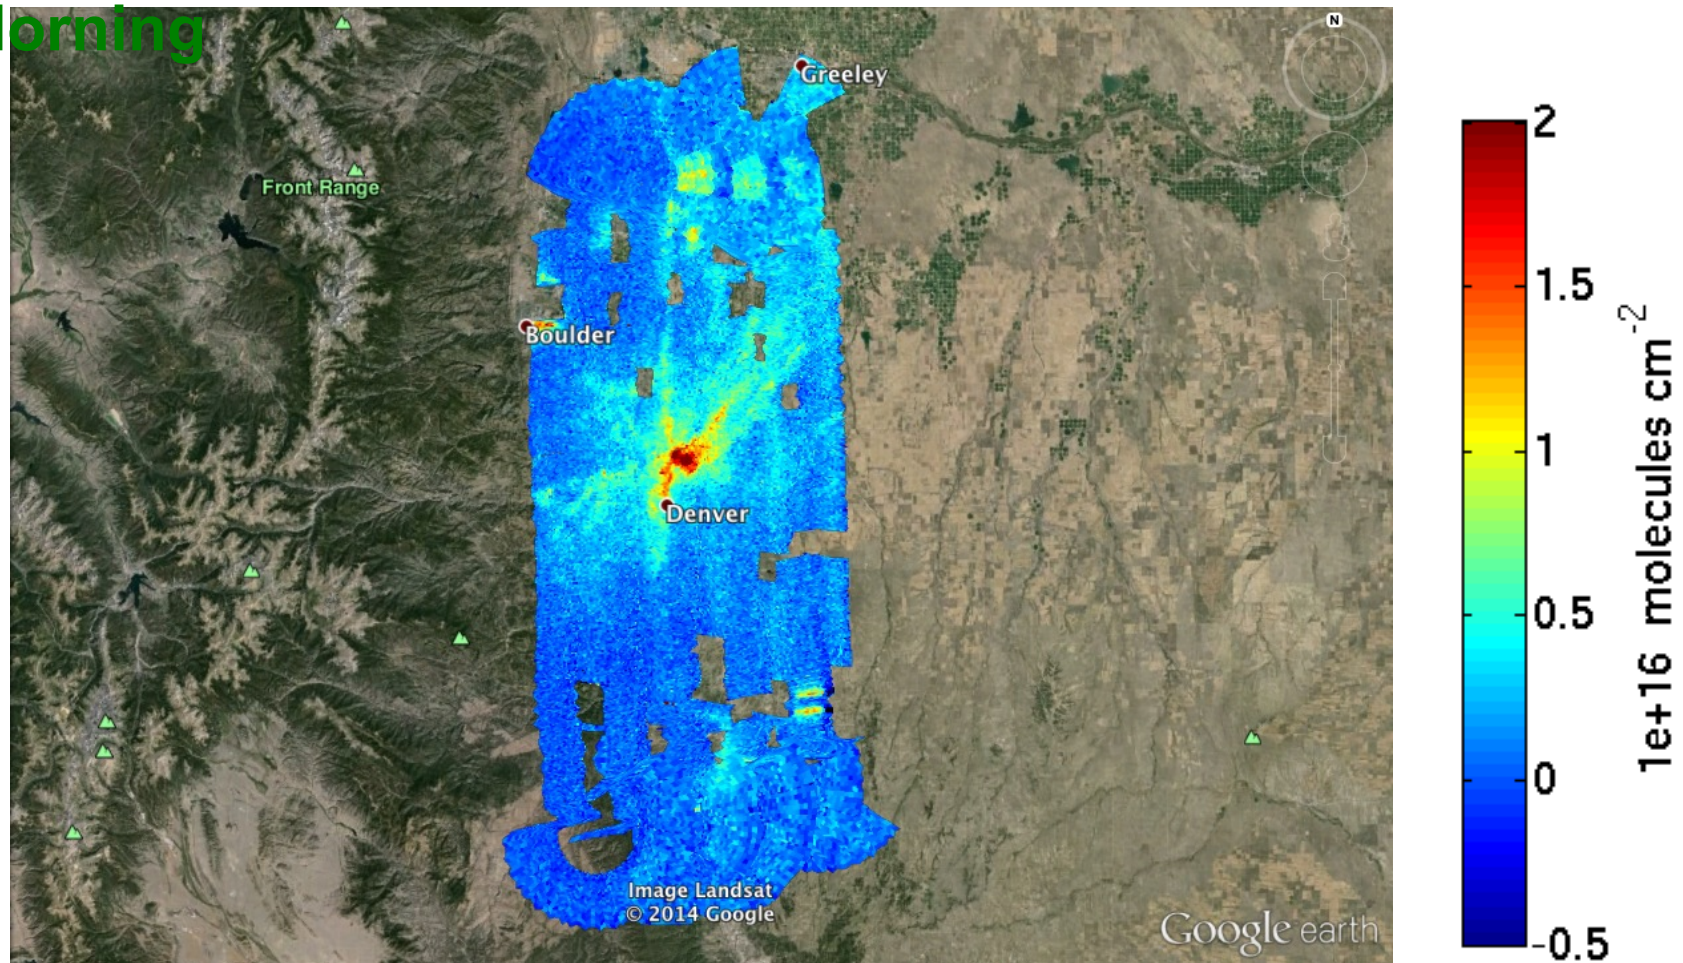 orning
N
Greeley
Front Range
Boulder
Denver
Image Landsat
© 2014 Google
Google earth
2
1.5
1
0.5
0
-0.5
1e+16 molecules cm-2